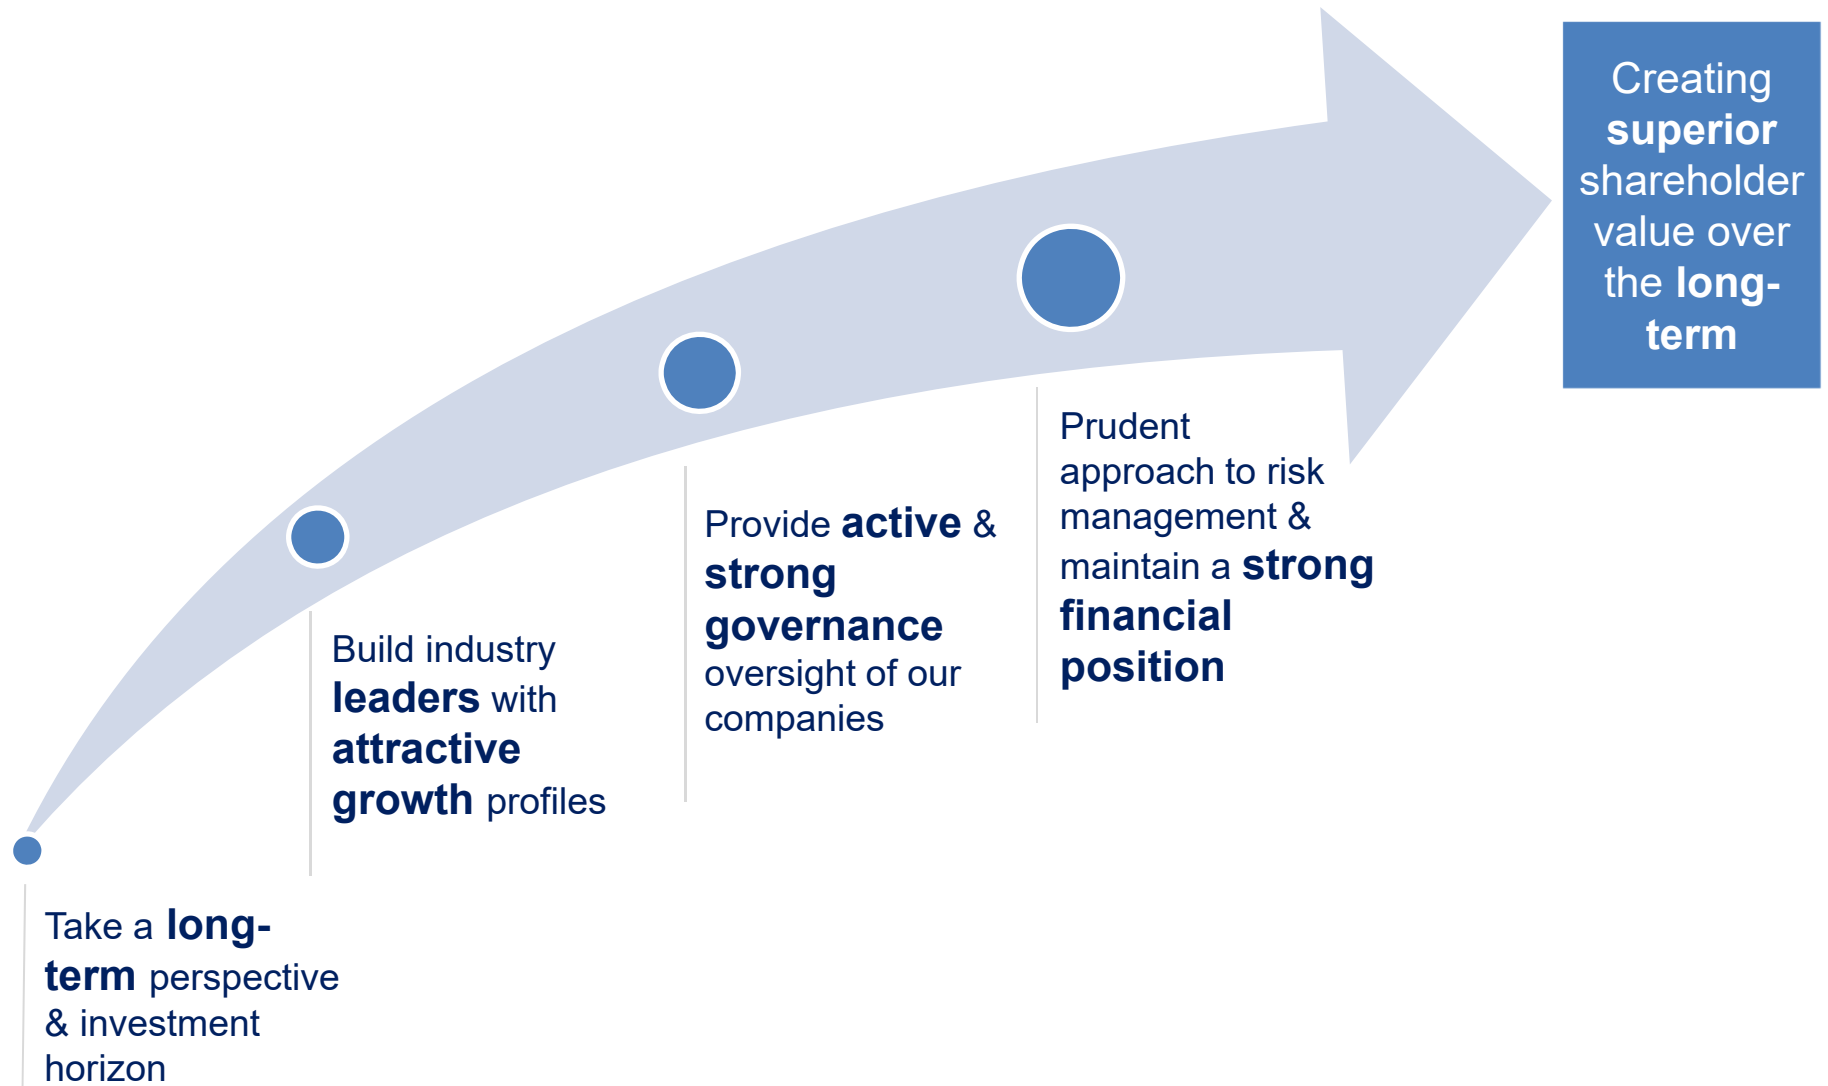 Take a long-
term perspective
& investment
horizon
Build industry
leaders with
attractive
growth profiles
Provide active &
strong
governance
oversight of our
companies
Prudent
approach to risk
management &
maintain a strong
financial
position
Creating
superior
shareholder
value over
the long-
term